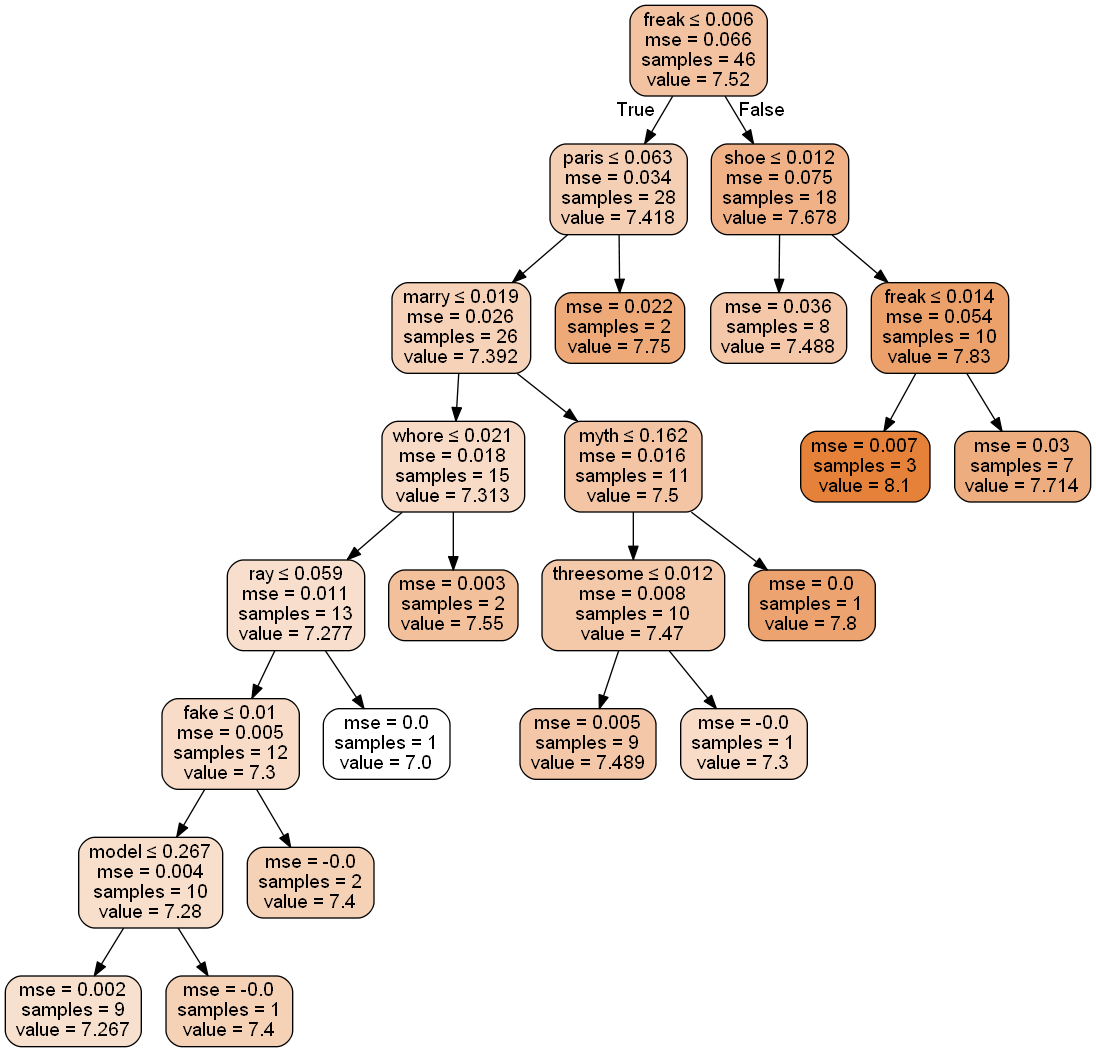 freak ≤ 0.006
mse = 0.066
samples = 46
value = 7.52
True
False
paris ≤ 0.063
mse = 0.034
samples = 28
value = 7.418
shoe ≤ 0.012
mse = 0.075
samples = 18
value = 7.678
marry ≤ 0.019
mse = 0.026
samples = 26
value = 7.392
mse = 0.022
samples = 2
value = 7.75
mse = 0.036
samples = 8
value = 7.488
freak ≤ 0.014
mse = 0.054
samples = 10
value = 7.83
whore ≤ 0.021
mse = 0.018
samples = 15
value = 7.313
myth ≤ 0.162
mse = 0.016
samples = 11
value = 7.5
mse = 0.007
samples = 3
value = 8.1
mse = 0.03
samples = 7
value = 7.714
ray ≤ 0.059
mse = 0.011
samples = 13
value = 7.277
mse = 0.003
samples = 2
value = 7.55
threesome ≤ 0.012
mse = 0.008
samples = 10
value = 7.47
mse = 0.0
samples = 1
value = 7.8
fake ≤ 0.01
mse = 0.005
samples = 12
value = 7.3
mse = 0.0
samples = 1
value = 7.0
mse = 0.005
samples = 9
value = 7.489
mse = -0.0
samples = 1
value = 7.3
model ≤ 0.267
mse = 0.004
samples = 10
value = 7.28
mse = -0.0
samples = 2
value = 7.4
mse = 0.002
samples = 9
value = 7.267
mse = -0.0
samples = 1
value = 7.4